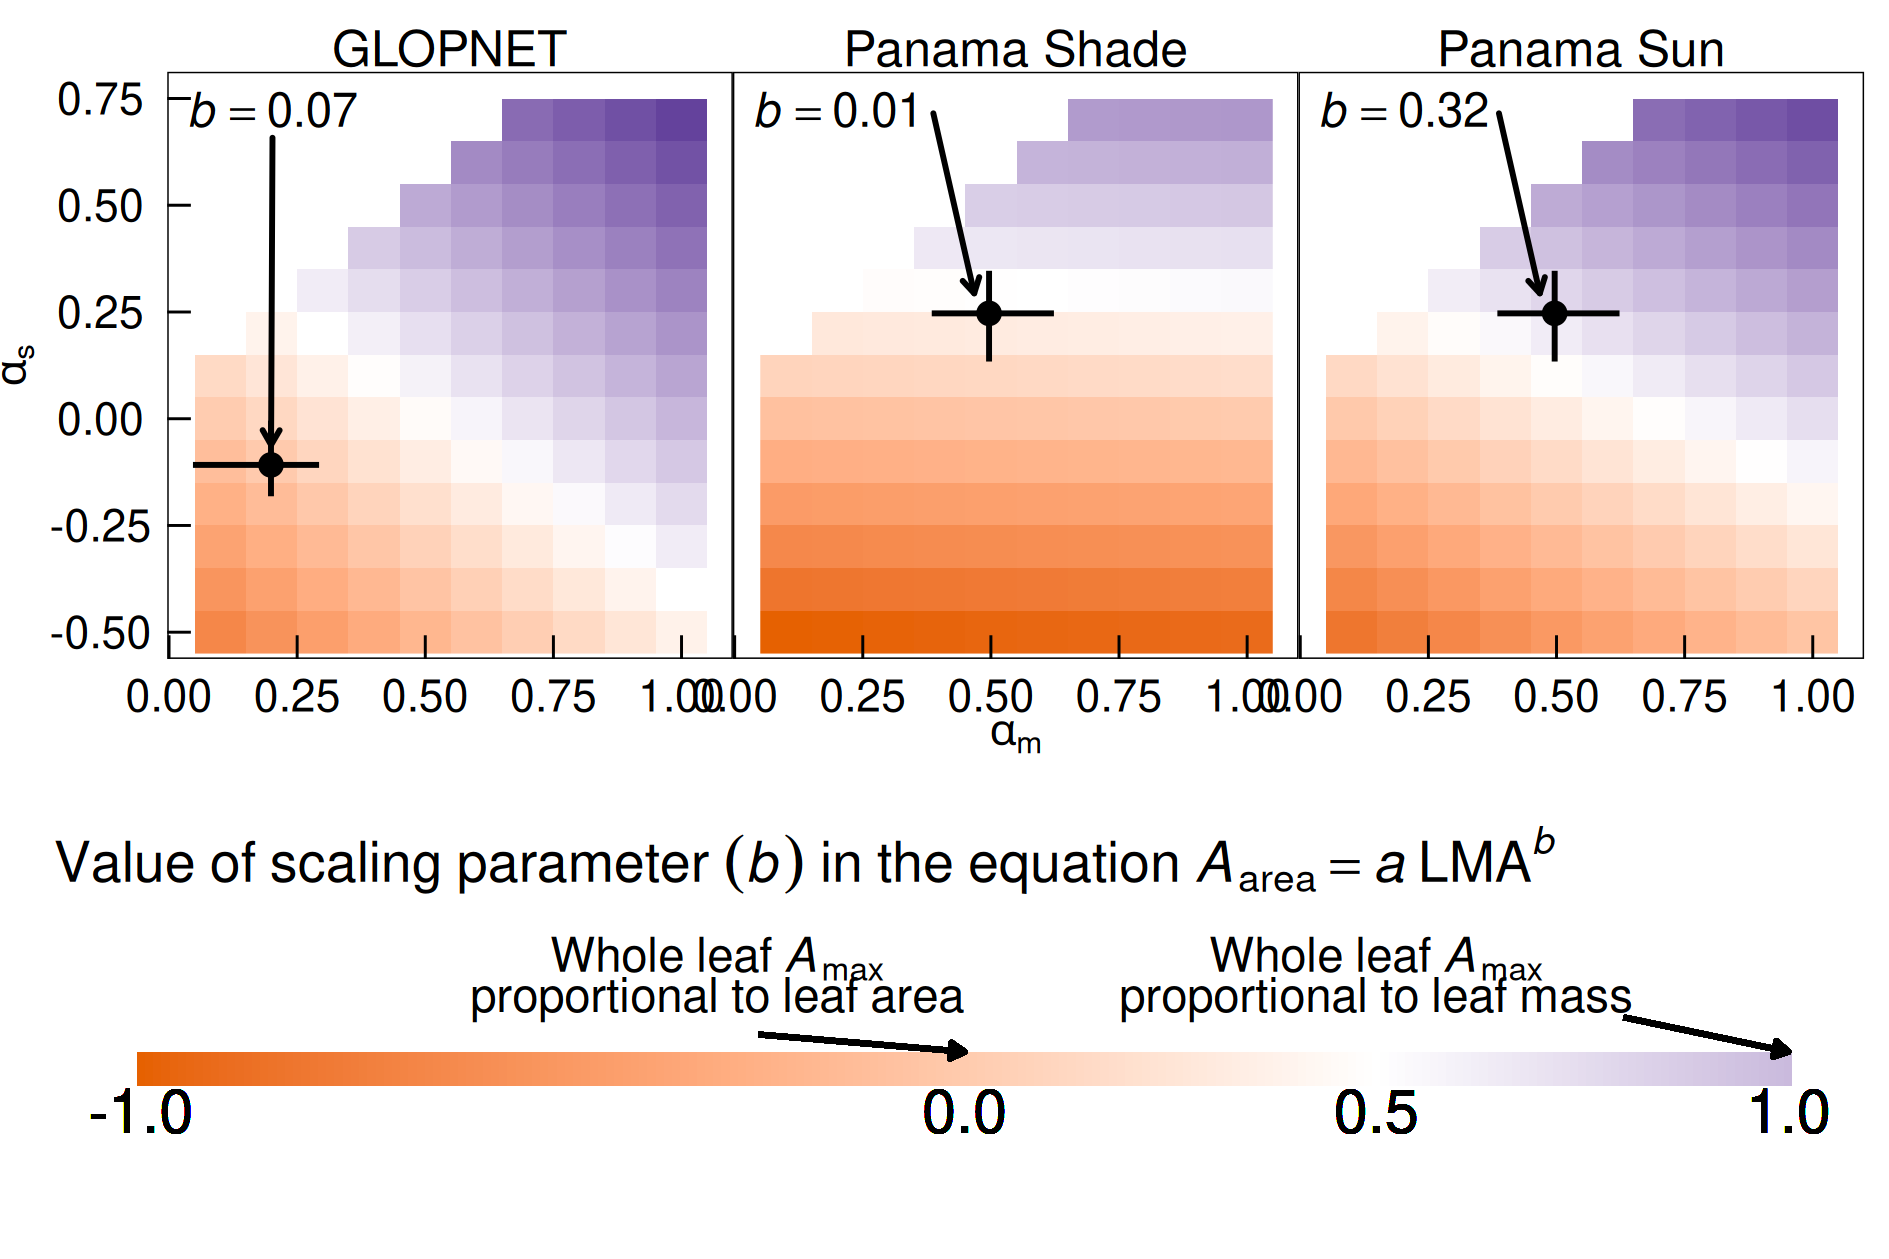 GLOPNET Panama Shade Panama Sun
b = 0.07 b = 0.01 b = 0.32
0.75
0.50
0.25
0.00
-0.25
-0.50
αs
0.00 0.25 0.50 0.75 1.00 0.00 0.25 0.50 0.75 1.00 0.00 0.25 0.50 0.75 1.00
αm
Value of scaling parameter (b) in the equation Aarea = a LMA^b
Whole leaf Amax
proportional to leaf area
Whole leaf Amax
proportional to leaf mass
-1.0 0.0 0.5 1.0